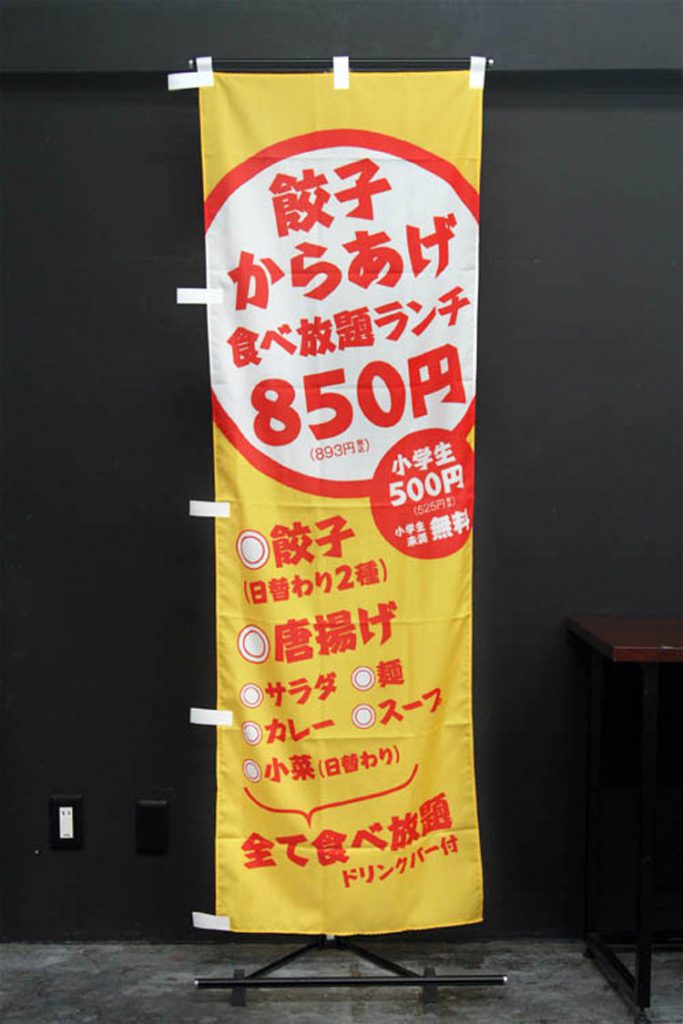 餃子
からあげ
食べ放題ランチ
850円
(893円税込)
小学生
500円
(525円税込)
小学生
未満 無料
餃子
(日替わり2種)
唐揚げ
サラダ 麺
カレー スープ
小菜(日替わり)
全て食べ放題
ドリンクバー付